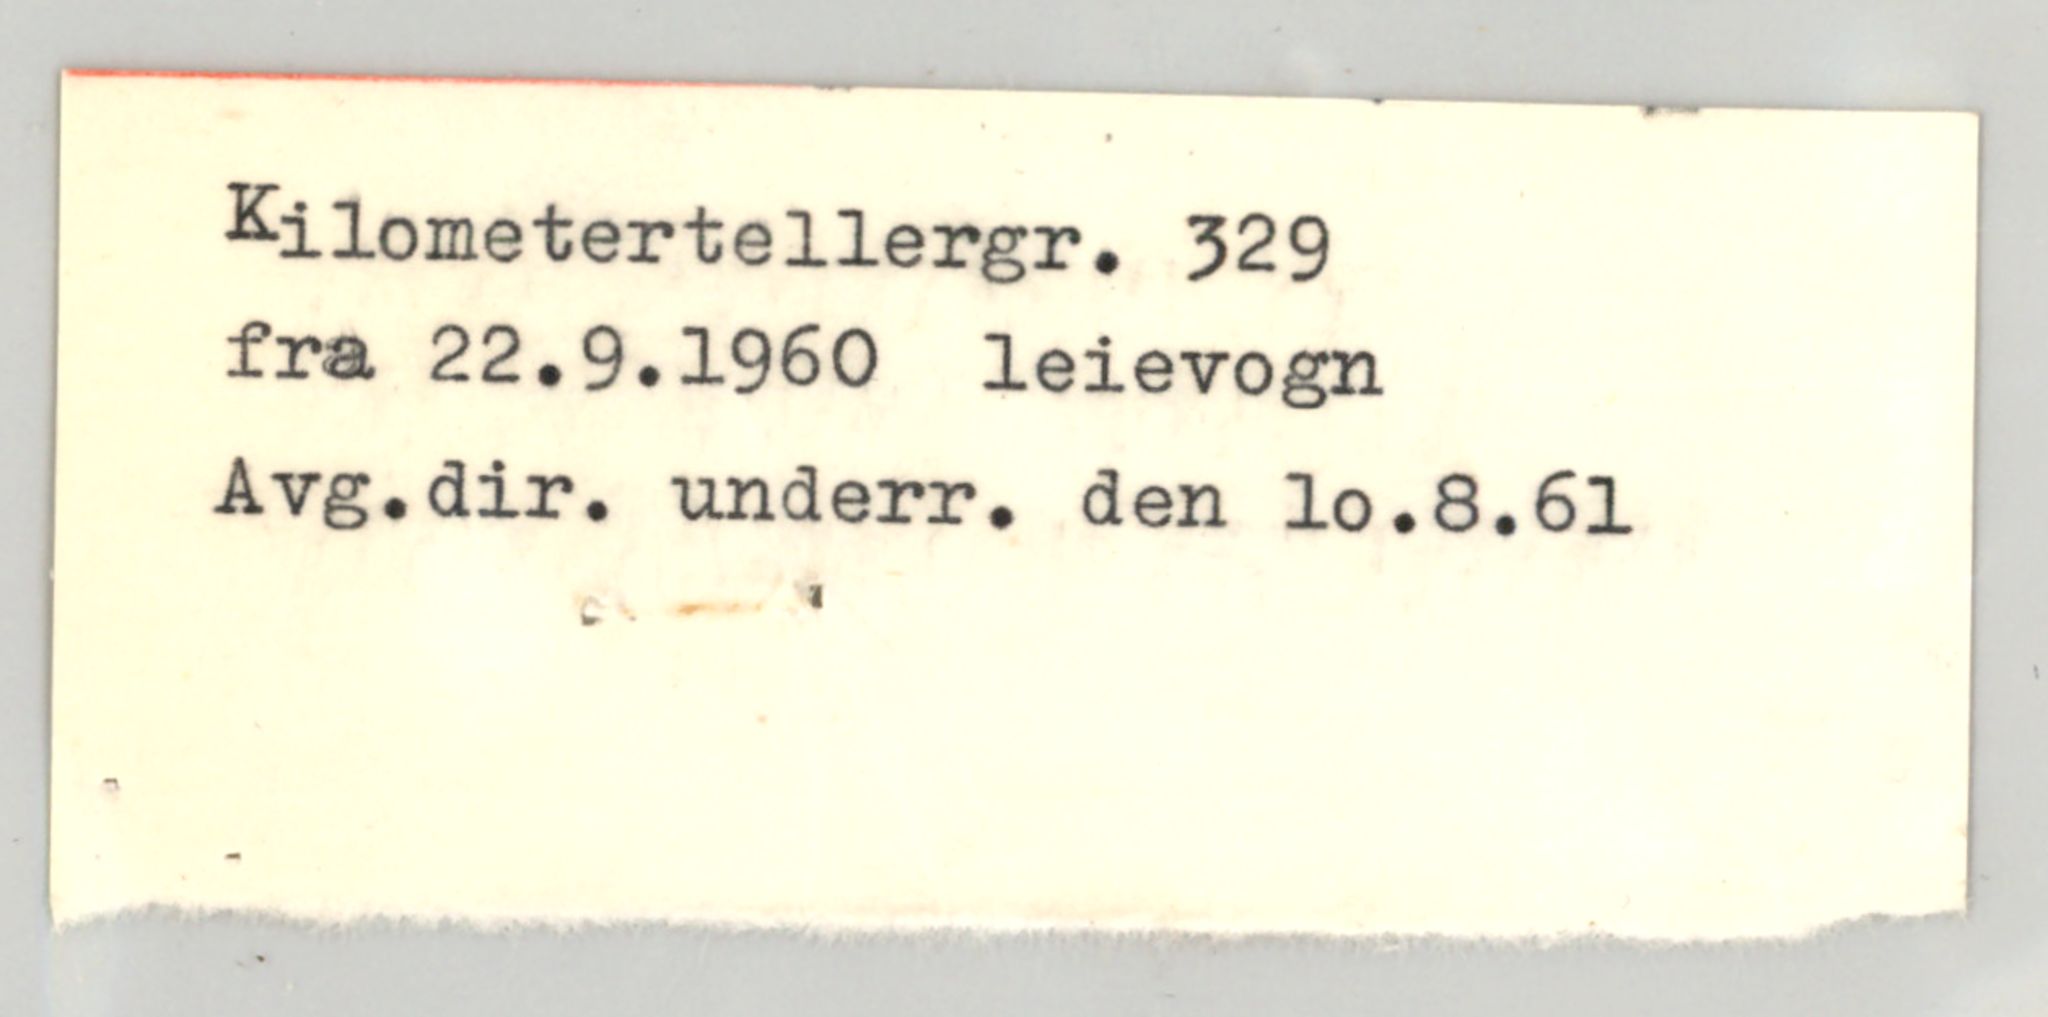 Kilometertellergr. 329
fra 22.9.1960 leievogn
Avg.dir. underr. den lo.8.61